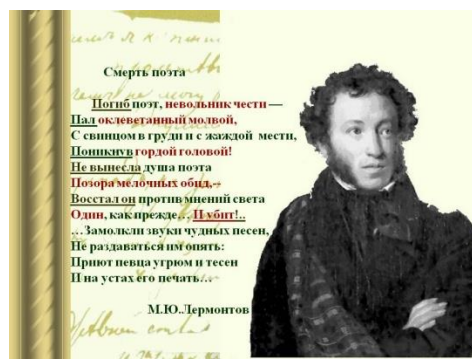 Смерть поэта
Погиб поэт, невольник чести —
Пал оклеветанный молвой,
С свинцом в груди и с жаждой мести,
Поникнув гордой головой!
Не вынесла душа поэта
Позора мелочных обид,-
Восстал он против мнений света
Один, как прежде... И убит!..
...Замолкли звуки чудных песен,
Не раздаваться им опять:
Приют певца угрюм и тесен
И на устах его печать...
М.Ю.Лермонтов